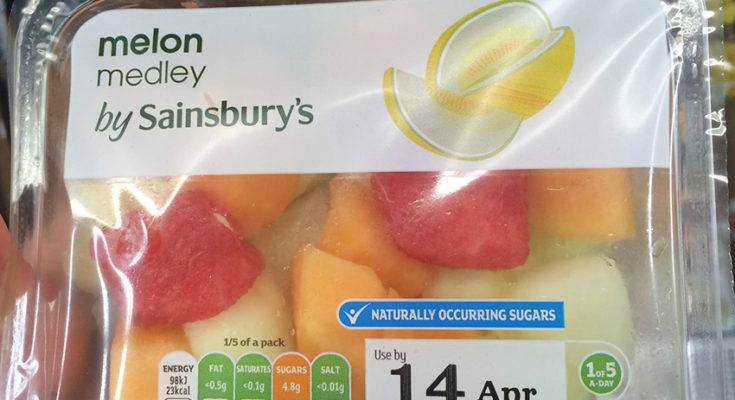 melon
medley
by Sainsbury's
NATURALLY OCCURRING SUGARS
1/5 of a pack
ENERGY
98kJ
23kcal
FAT
<0.5g
SATURATES
<0.1g
SUGARS
4.8g
SALT
<0.01g
Use by
14 Apr
1 OF 5
A-DAY